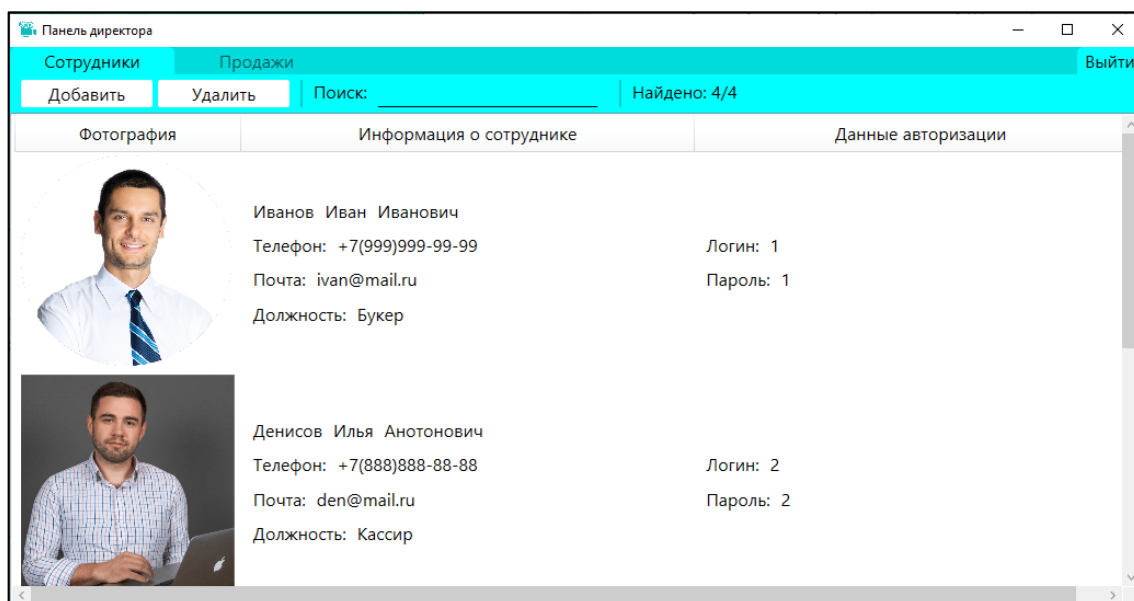 Панель директора
Сотрудники Продажи Выйти
Добавить Удалить Поиск: Найдено: 4/4
Фотография Информация о сотруднике Данные авторизации
Иванов Иван Иванович
Телефон: +7(999)999-99-99 Логин: 1
Почта: ivan@mail.ru Пароль: 1
Должность: Букер
Денисов Илья Анотонович
Телефон: +7(888)888-88-88 Логин: 2
Почта: den@mail.ru Пароль: 2
Должность: Кассир